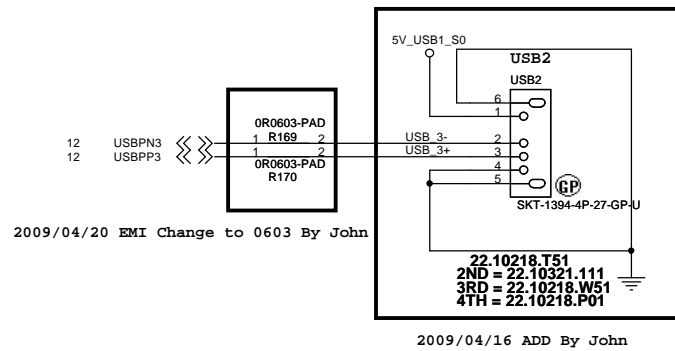 5V_USB1_S0
USB2
USB2
6
1
0R0603-PAD
12 USBPN3 1 R169 2 USB_3- 2
12 USBPP3 1 2 USB_3+ 3
0R0603-PAD
R170
4
5
GP
SKT-1394-4P-27-GP-U
2009/04/20 EMI Change to 0603 By John
22.10218.T51
2ND = 22.10321.111
3RD = 22.10218.W51
4TH = 22.10218.P01
2009/04/16 ADD By John